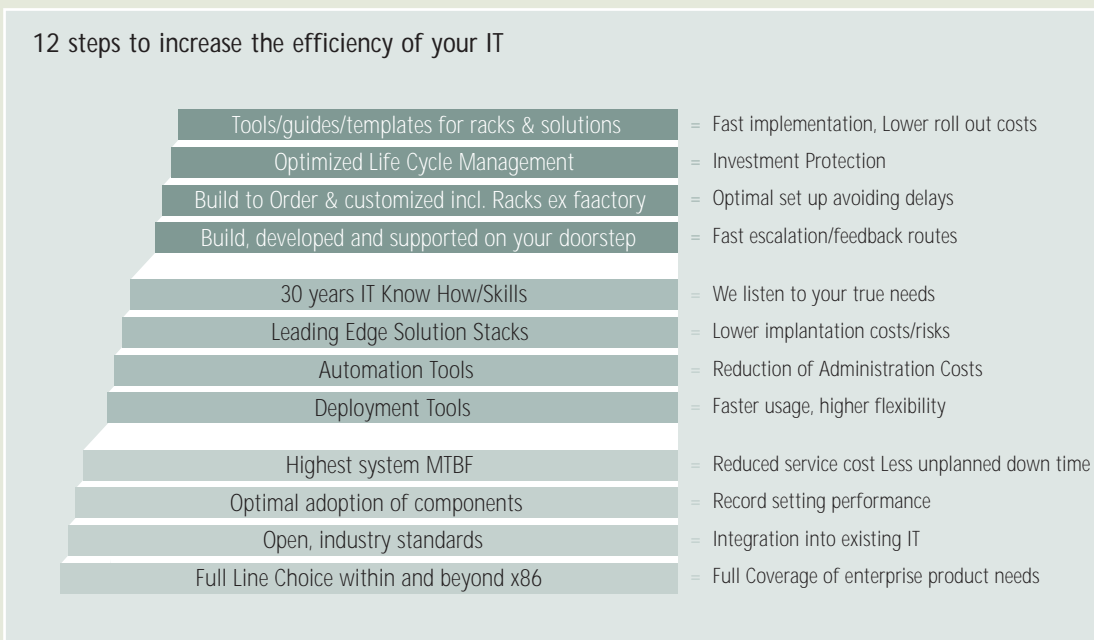 12 steps to increase the efficiency of your IT
Tools/guides/templates for racks & solutions = Fast implementation, Lower roll out costs
Optimized Life Cycle Management = Investment Protection
Build to Order & customized incl. Racks ex faactory = Optimal set up avoiding delays
Build, developed and supported on your doorstep = Fast escalation/feedback routes
30 years IT Know How/Skills = We listen to your true needs
Leading Edge Solution Stacks = Lower implantation costs/risks
Automation Tools = Reduction of Administration Costs
Deployment Tools = Faster usage, higher flexibility
Highest system MTBF = Reduced service cost Less unplanned down time
Optimal adoption of components = Record setting performance
Open, industry standards = Integration into existing IT
Full Line Choice within and beyond x86 = Full Coverage of enterprise product needs